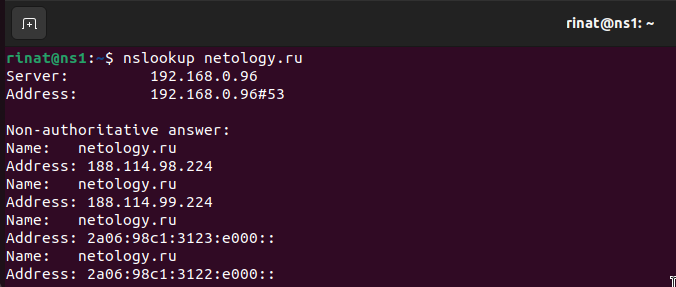 rinat@ns1: ~
rinat@ns1:~$ nslookup netology.ru
Server:         192.168.0.96
Address:        192.168.0.96#53

Non-authoritative answer:
Name:   netology.ru
Address: 188.114.98.224
Name:   netology.ru
Address: 188.114.99.224
Name:   netology.ru
Address: 2a06:98c1:3123:e000::
Name:   netology.ru
Address: 2a06:98c1:3122:e000::